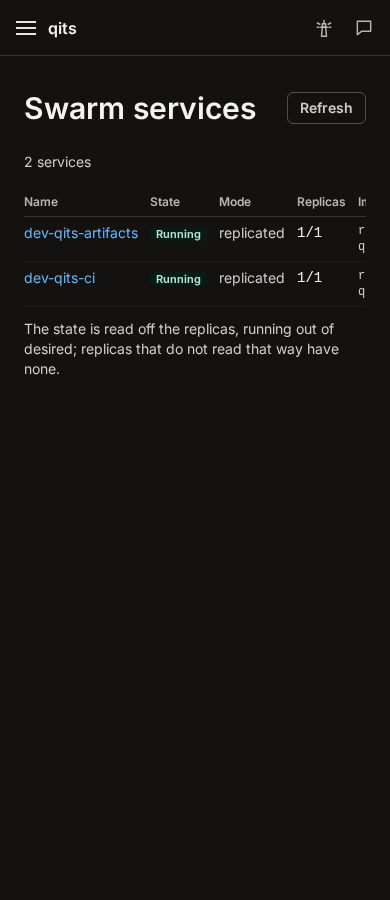 qits
Swarm services
Refresh
2 services
Name State Mode Replicas
dev-qits-artifacts Running replicated 1/1
dev-qits-ci Running replicated 1/1
The state is read off the replicas, running out of
desired; replicas that do not read that way have
none.